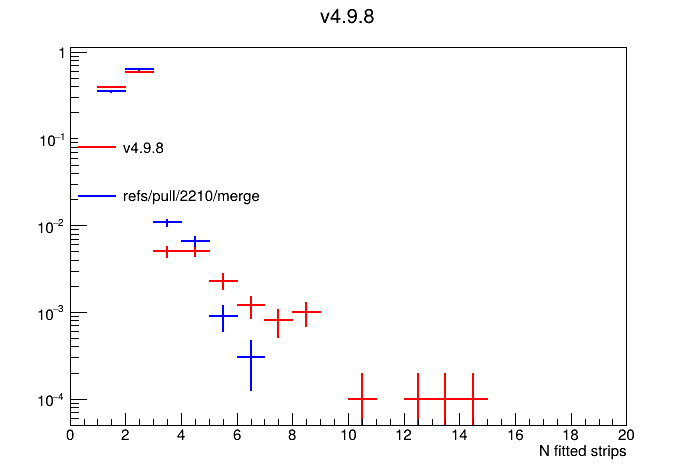 v4.9.8
1
10⁻¹
v4.9.8
refs/pull/2210/merge
10⁻²
10⁻³
10⁻⁴
0 2 4 6 8 10 12 14 16 18 20
N fitted strips